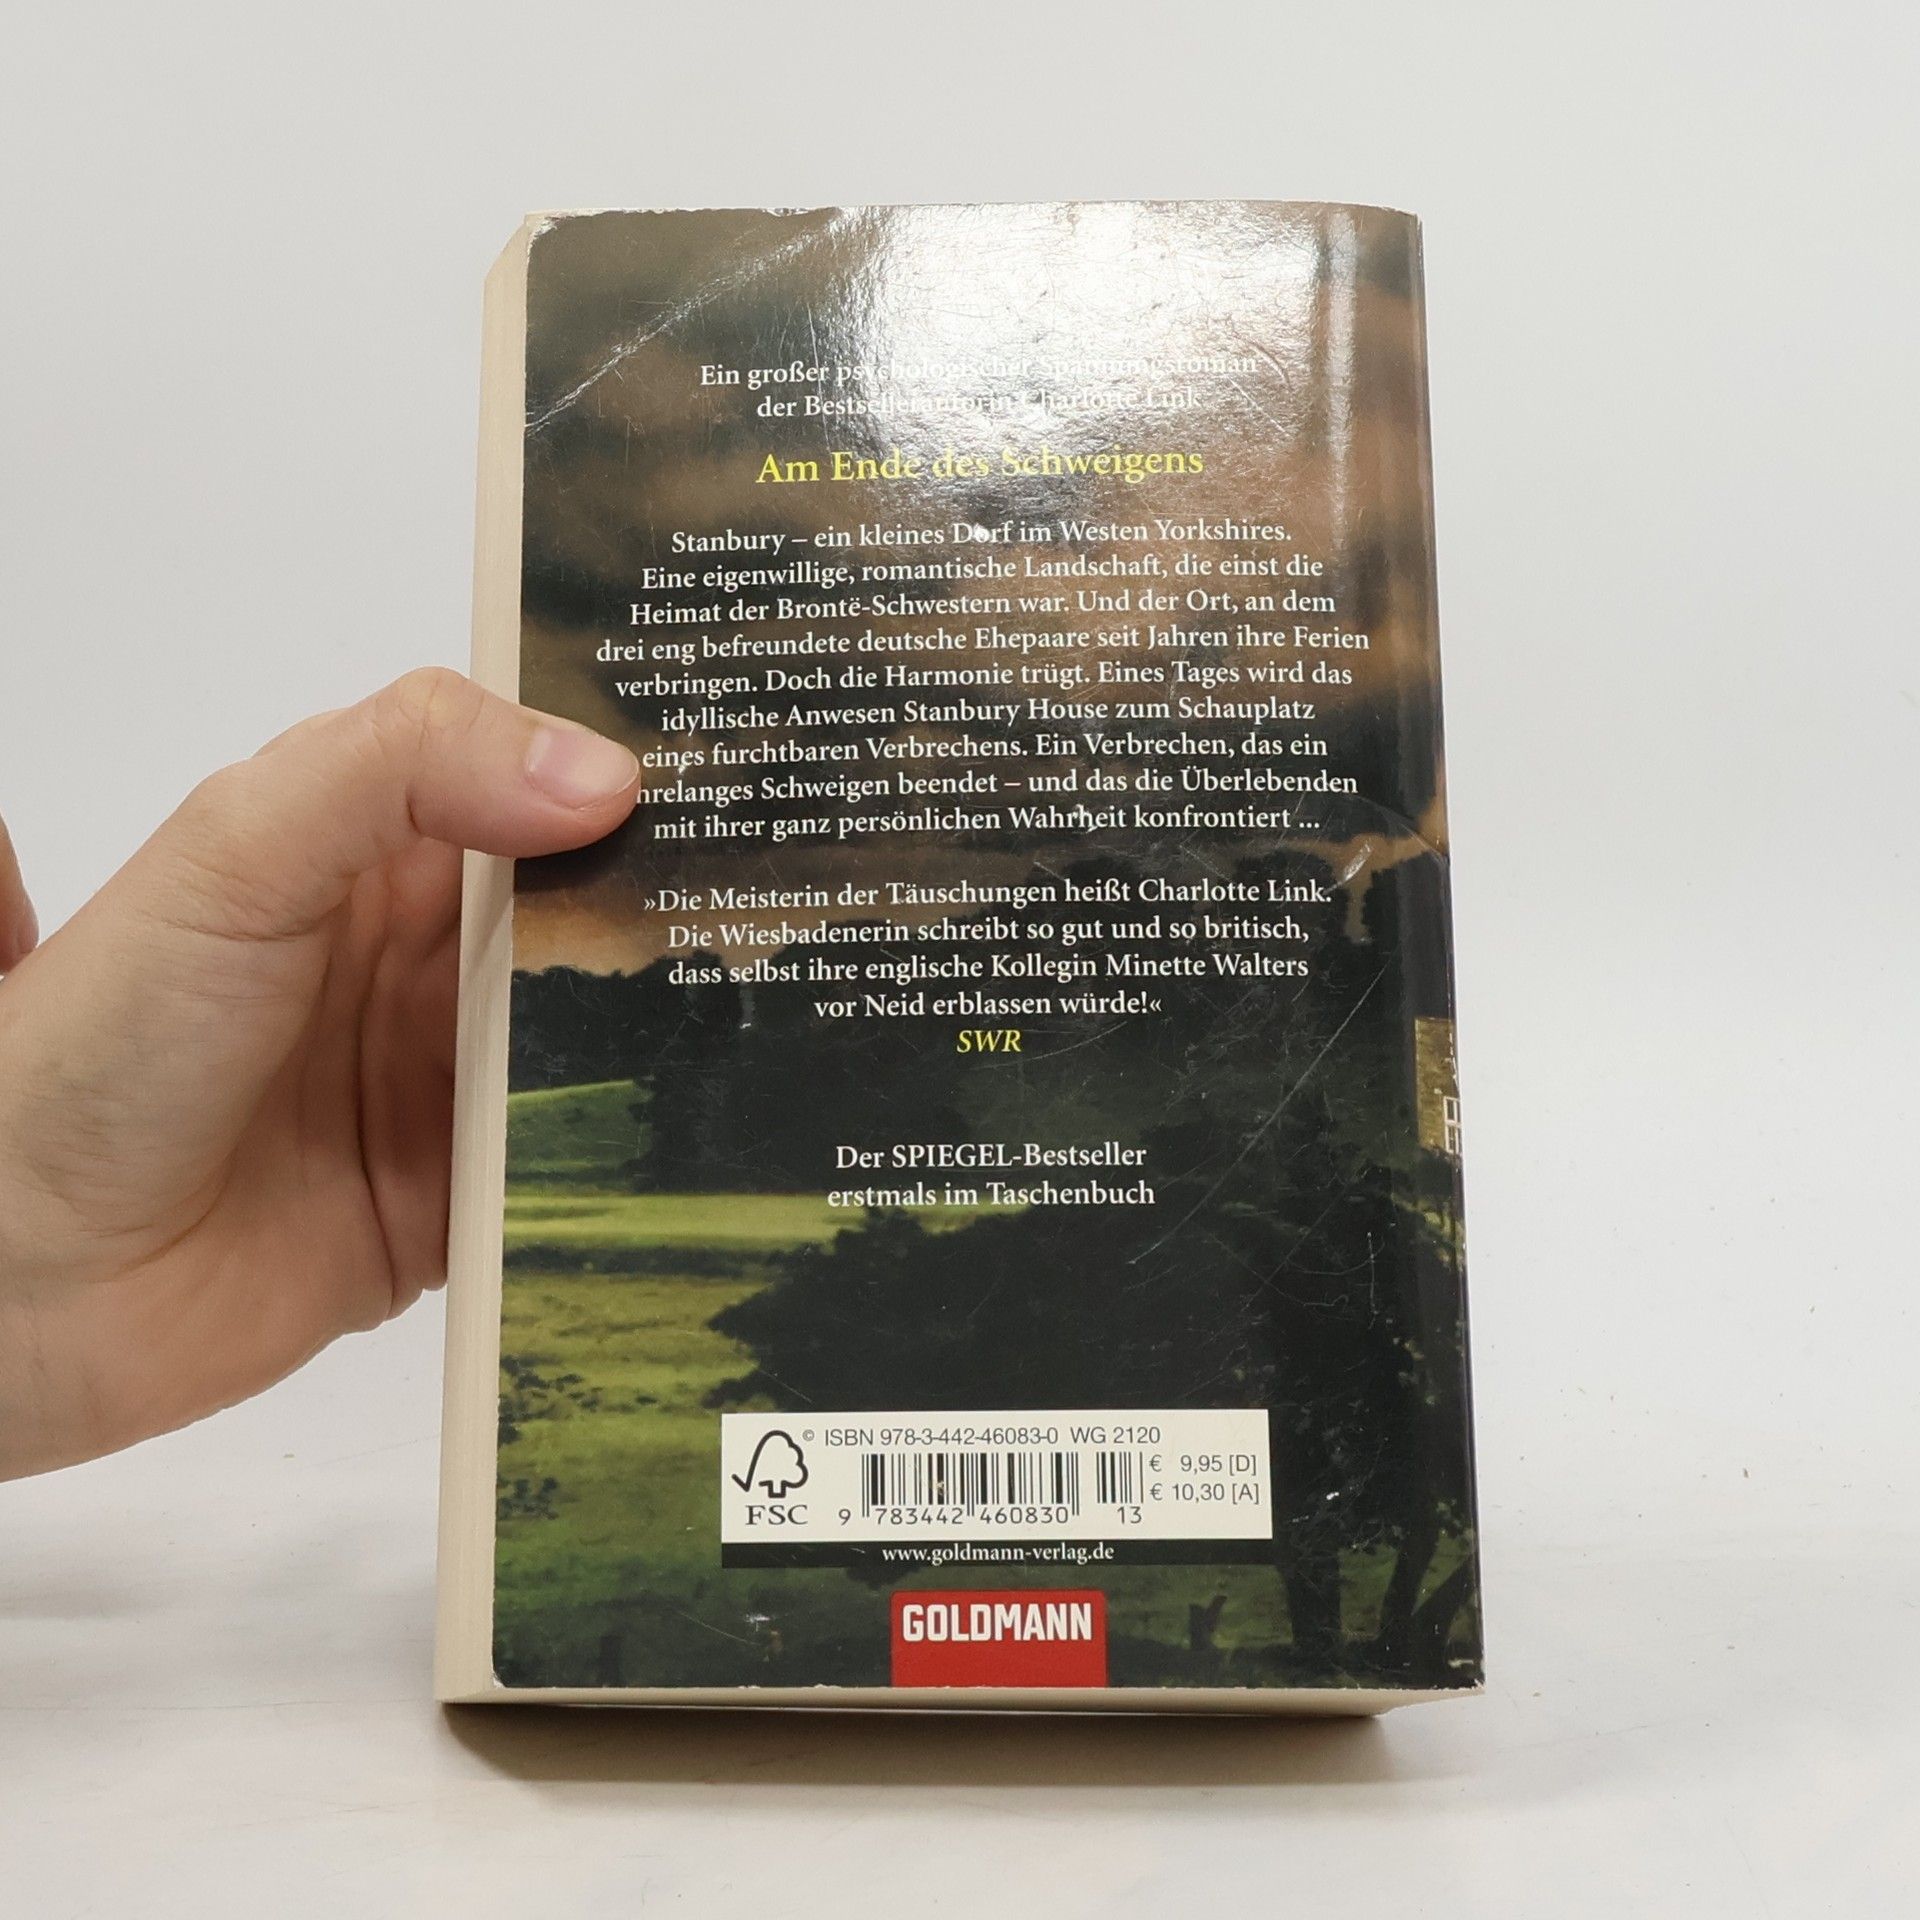 Ein großer psychologischer Spannungsroman
der Bestsellerautorin Charlotte Link
Am Ende des Schweigens
Stanbury – ein kleines Dorf im Westen Yorkshires.
Eine eigenwillige, romantische Landschaft, die einst die
Heimat der Brontë-Schwestern war. Und der Ort, an dem
drei eng befreundete deutsche Ehepaare seit Jahren ihre Ferien
verbringen. Doch die Harmonie trügt. Eines Tages wird das
idyllische Anwesen Stanbury House zum Schauplatz
eines furchtbaren Verbrechens. Ein Verbrechen, das ein
hrelanges Schweigen beendet – und das die Überlebenden
mit ihrer ganz persönlichen Wahrheit konfrontiert ...
»Die Meisterin der Täuschungen heißt Charlotte Link.
Die Wiesbadenerin schreibt so gut und so britisch,
dass selbst ihre englische Kollegin Minette Walters
vor Neid erblassen würde!«
SWR
Der SPIEGEL-Bestseller
erstmals im Taschenbuch
© ISBN 978-3-442-46083-0 WG 2120
€ 9,95 [D]
€ 10,30 [A]
FSC
9 783442 460830 13
www.goldmann-verlag.de
GOLDMANN